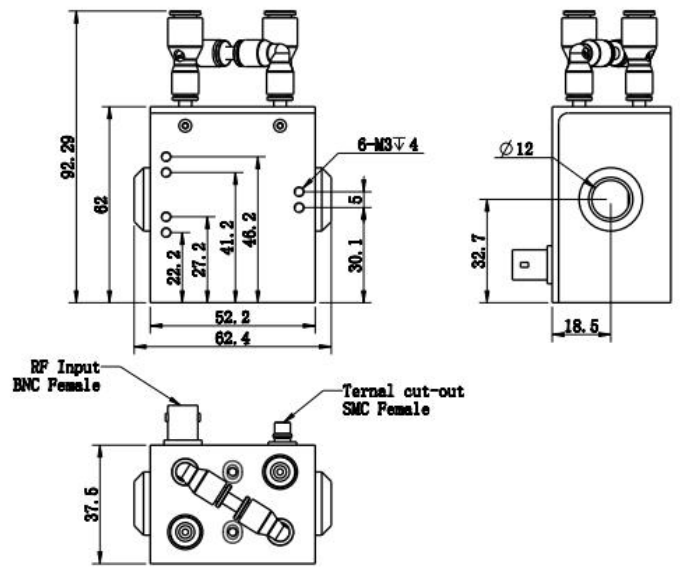 92.29
62
6-M3↧4
5
30.1
46.2
41.2
27.2
22.2
52.2
62.4
Ø12
32.7
18.5
RF Input
BNC Female
Ternal cut-out
SMC Female
37.5